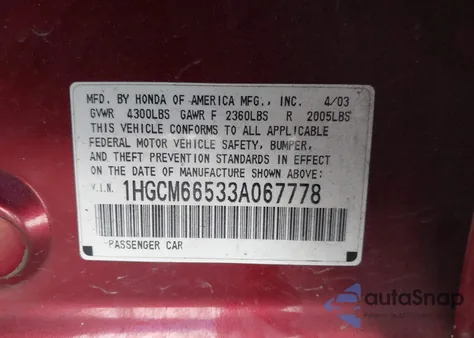 MFD. BY HONDA OF AMERICA MFG., INC. 4/03
GVWR 4300LBS GAWR F 2360LBS R 2005LBS
THIS VEHICLE CONFORMS TO ALL APPLICABLE
FEDERAL MOTOR VEHICLE SAFETY, BUMPER,
AND THEFT PREVENTION STANDARDS IN EFFECT
ON THE DATE OF MANUFACTURE SHOWN ABOVE:
V.I.N. 1HGCM66533A067778
PASSENGER CAR
autaSnap